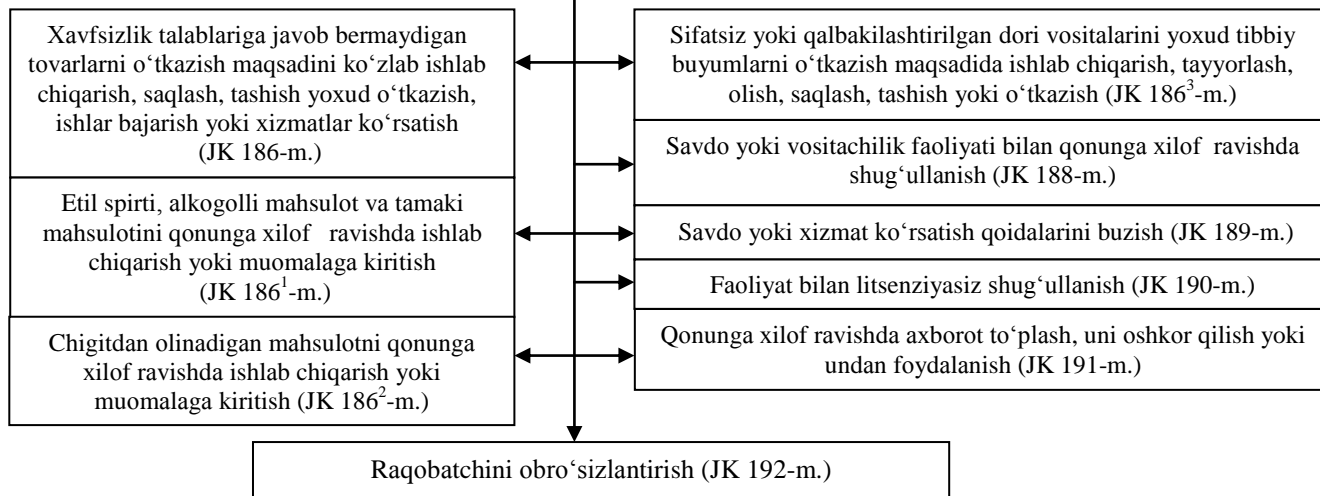 Xavfsizlik talablariga javob bermaydigan
tovarlarni o‘tkazish maqsadini ko‘zlab ishlab
chiqarish, saqlash, tashish yoxud o‘tkazish,
ishlar bajarish yoki xizmatlar ko‘rsatish
(JK 186-m.)
Etil spirti, alkogolli mahsulot va tamaki
mahsulotini qonunga xilof ravishda ishlab
chiqarish yoki muomalaga kiritish
(JK 186¹-m.)
Chigitdan olinadigan mahsulotni qonunga
xilof ravishda ishlab chiqarish yoki
muomalaga kiritish (JK 186²-m.)
Sifatsiz yoki qalbakilashtirilgan dori vositalarini yoxud tibbiy
buyumlarni o‘tkazish maqsadida ishlab chiqarish, tayyorlash,
olish, saqlash, tashish yoki o‘tkazish (JK 186³-m.)
Savdo yoki vositachilik faoliyati bilan qonunga xilof ravishda
shug‘ullanish (JK 188-m.)
Savdo yoki xizmat ko‘rsatish qoidalarini buzish (JK 189-m.)
Faoliyat bilan litsenziyasiz shug‘ullanish (JK 190-m.)
Qonunga xilof ravishda axborot to‘plash, uni oshkor qilish yoki
undan foydalanish (JK 191-m.)
Raqobatchini obro‘sizlantirish (JK 192-m.)